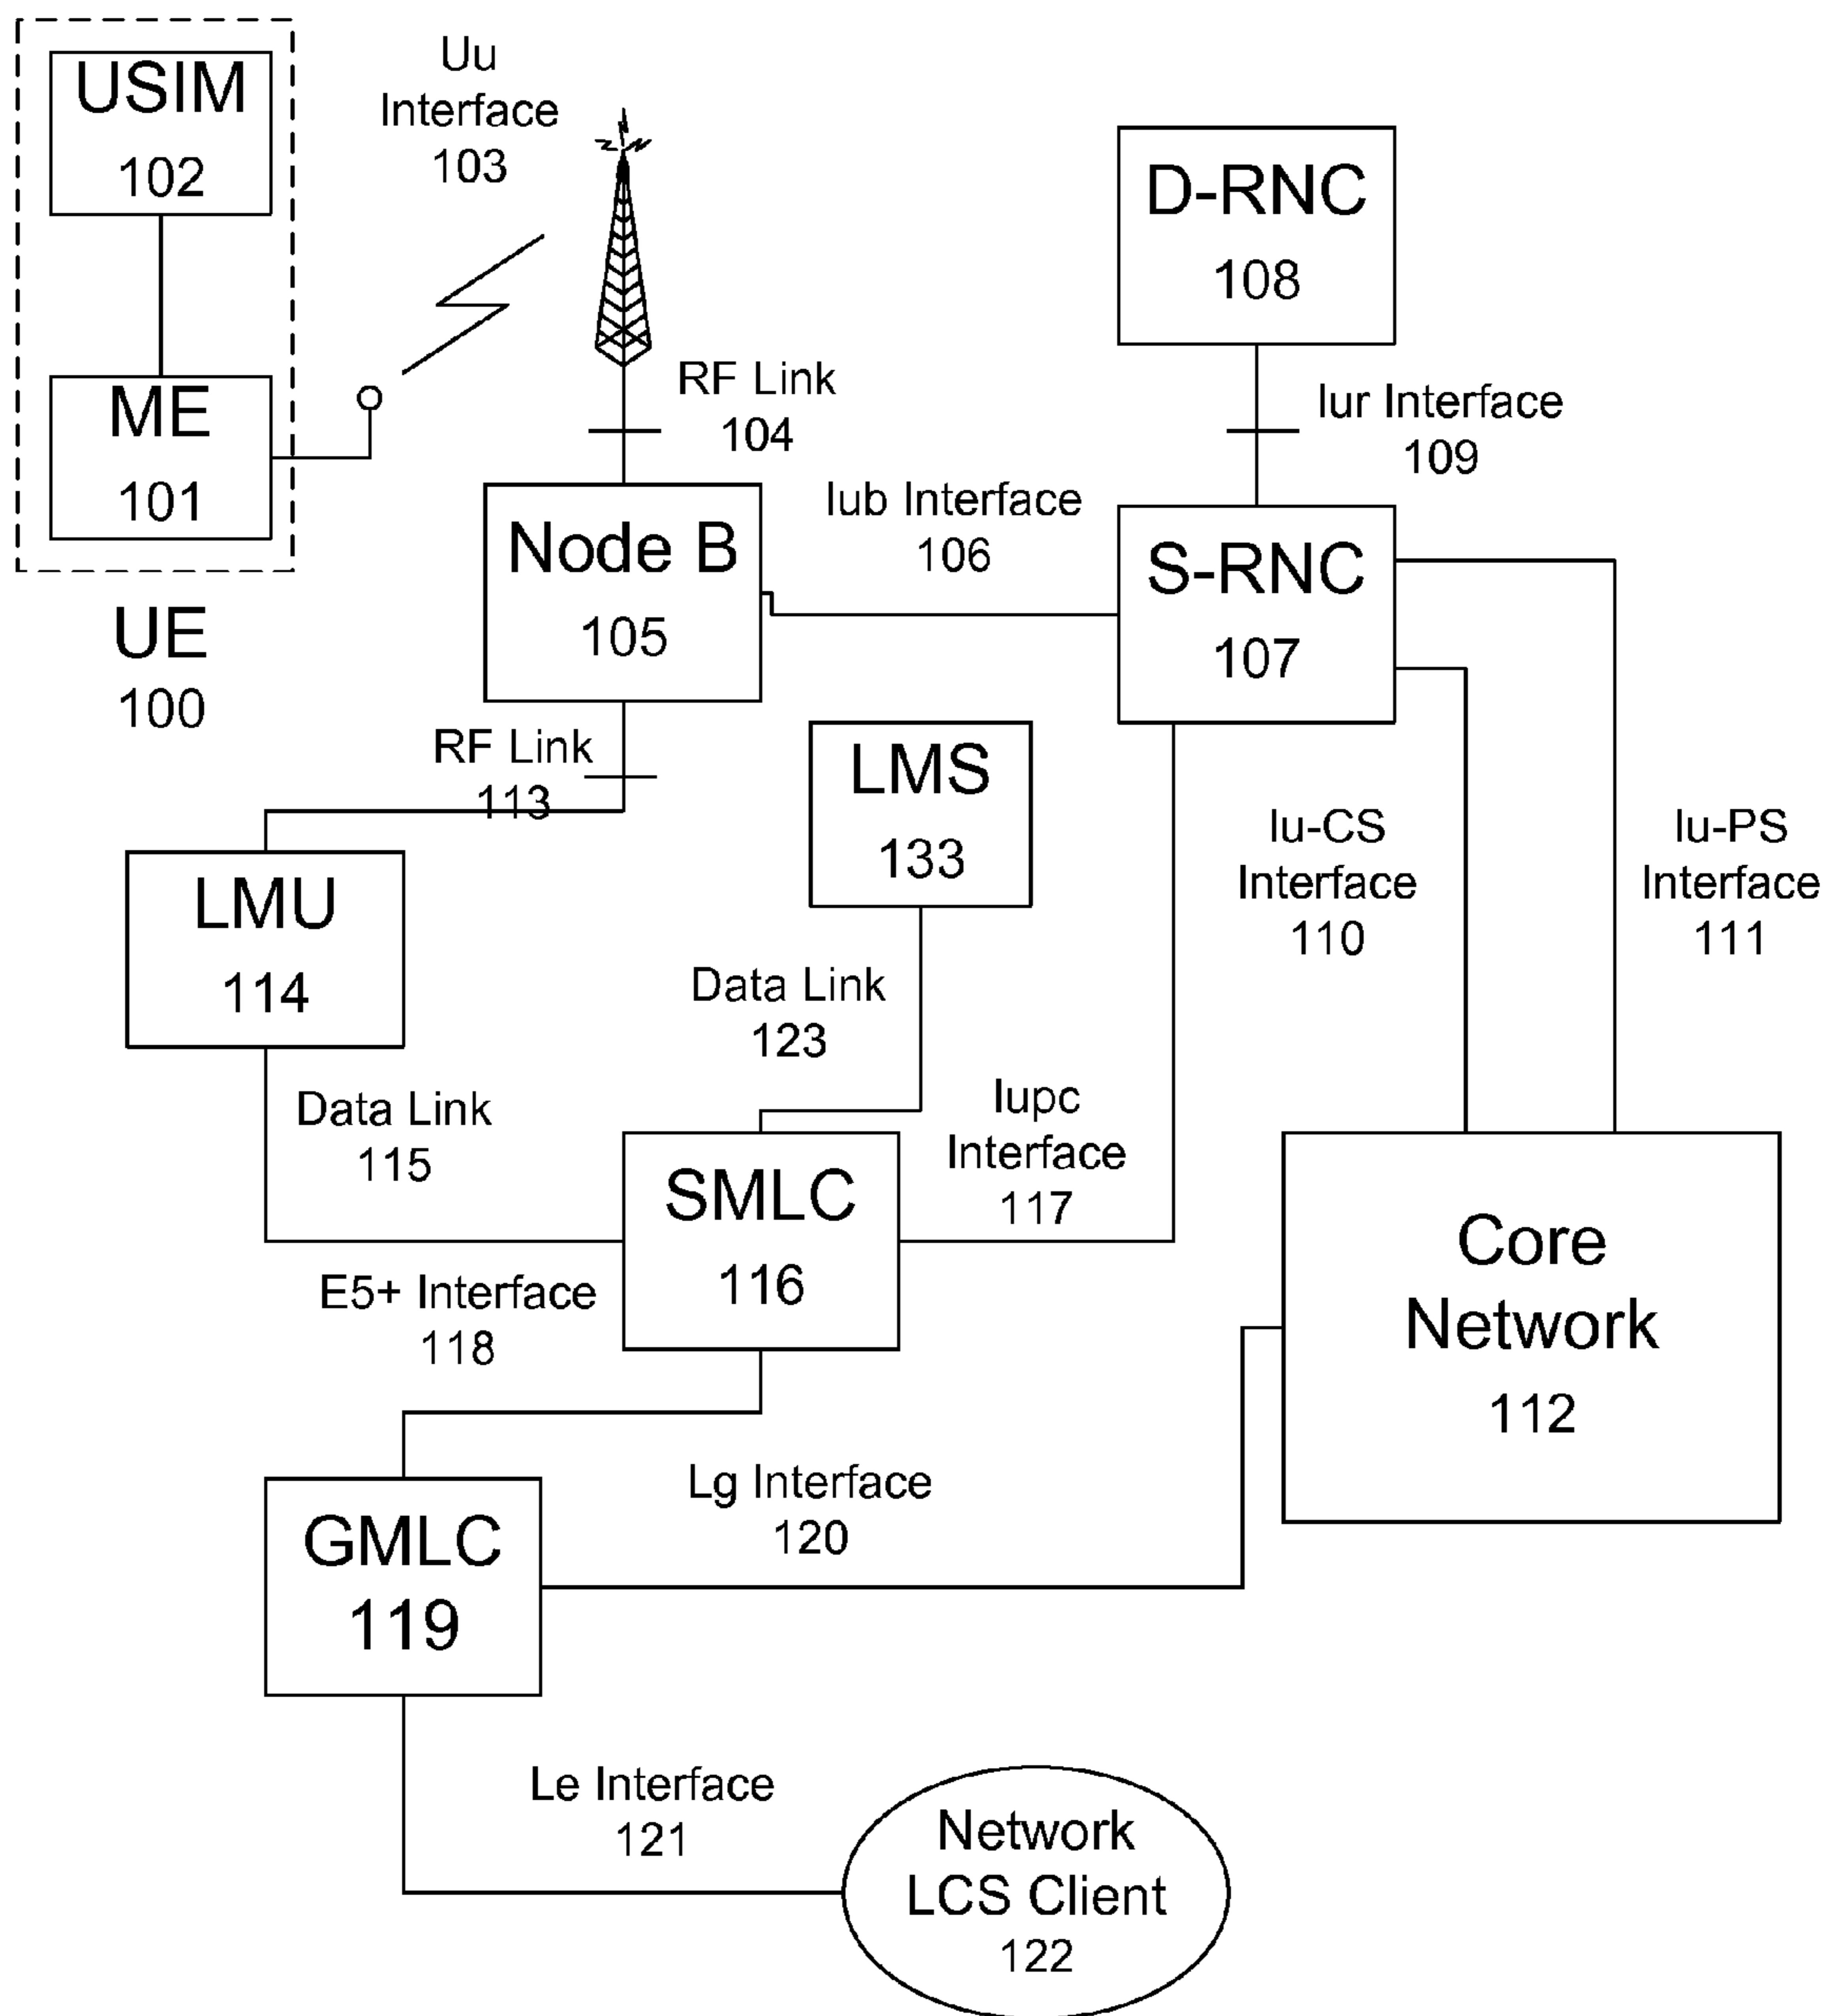 USIM
102
Uu
Interface
103
D-RNC
108
ME
101
RF Link
104
Iur Interface
109
UE
100
Node B
105
Iub Interface
106
S-RNC
107
RF Link
113
LMS
133
Iu-CS
Interface
110
Iu-PS
Interface
111
LMU
114
Data Link
123
Data Link
115
Iupc
Interface
117
SMLC
116
Core
Network
112
E5+ Interface
118
Lg Interface
120
GMLC
119
Le Interface
121
Network
LCS Client
122